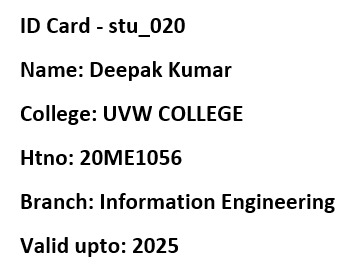 ID Card - stu_020
Name: Deepak Kumar
College: UVW COLLEGE
Htno: 20ME1056
Branch: Information Engineering
Valid upto: 2025